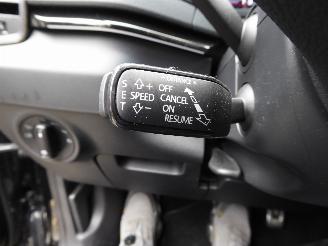 S + OFF
E SPEED CANCEL
T - ON
RESUME